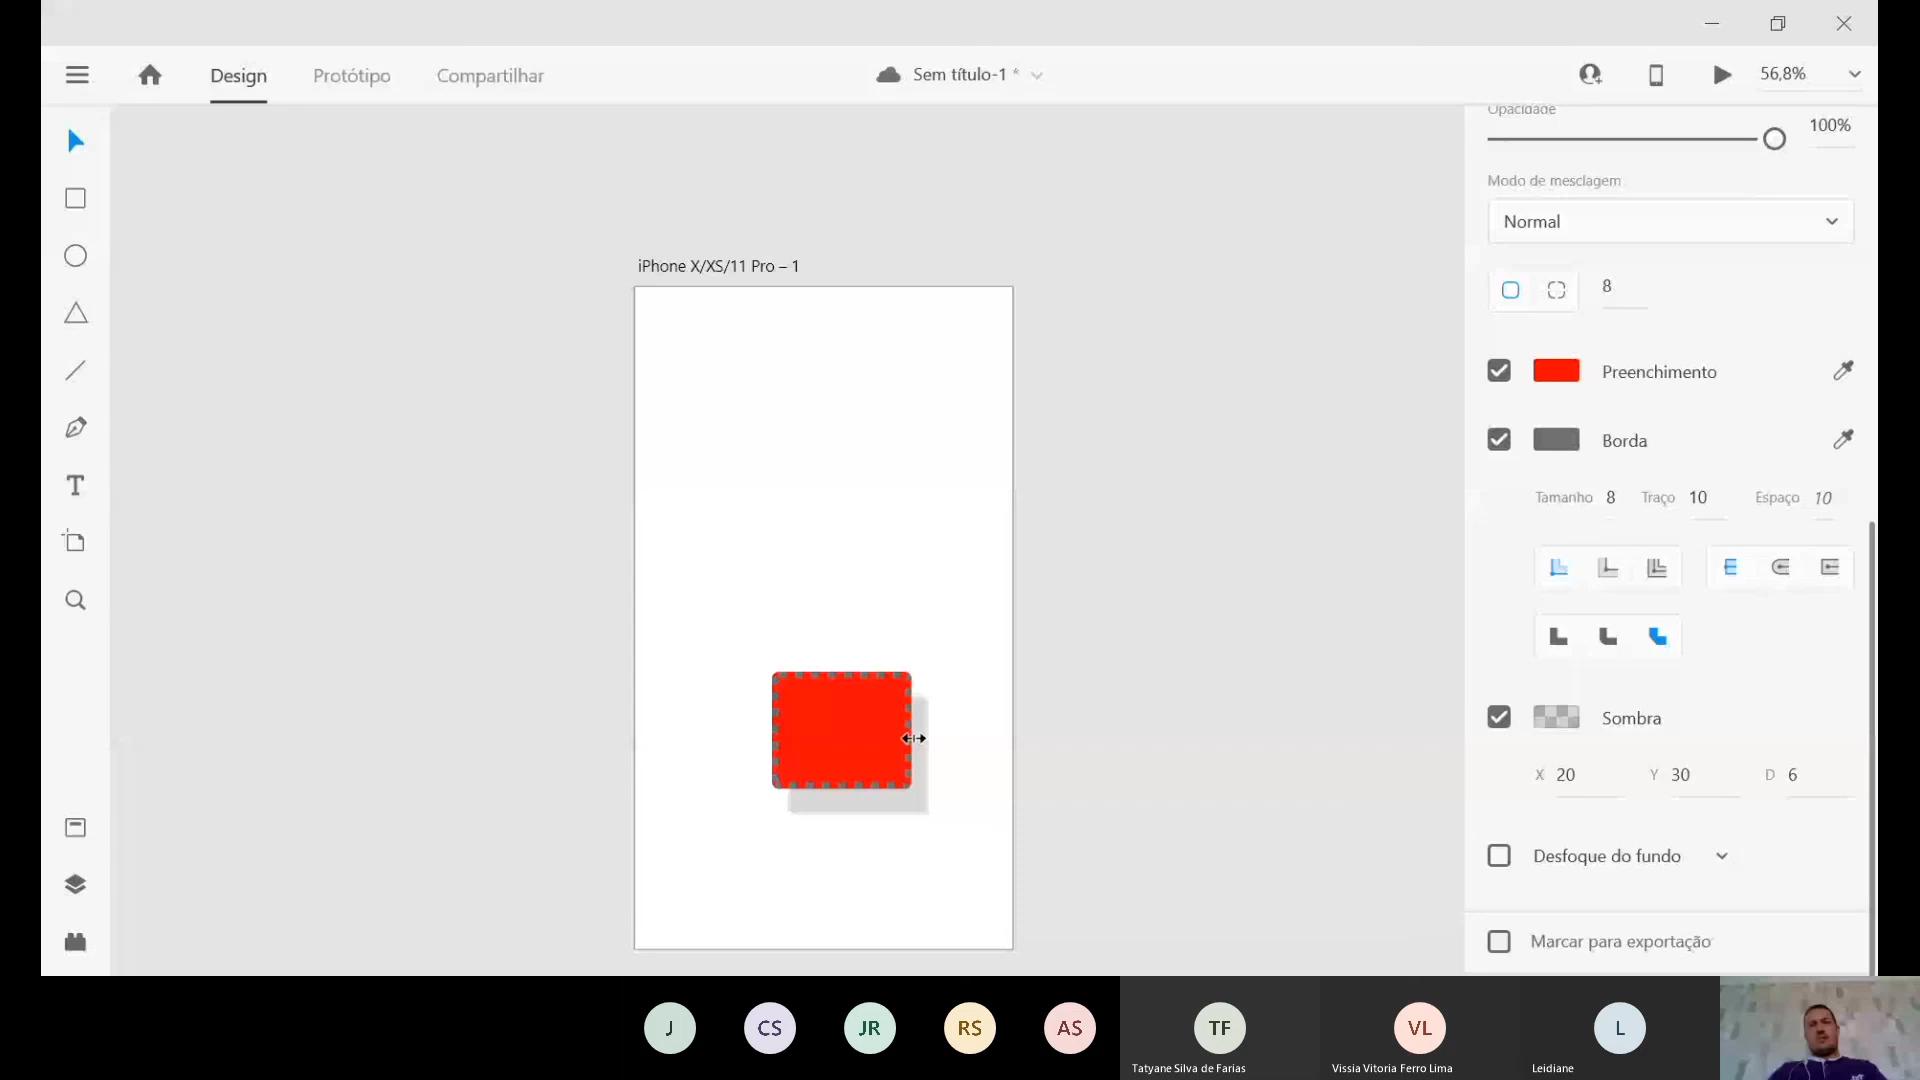 Design
Protótipo
Compartilhar
Sem título-1 *
56,8%
Opacidade
100%
Modo de mesclagem
Normal
iPhone X/XS/11 Pro – 1
8
Preenchimento
Borda
Tamanho 8 Traço 10 Espaço 10
T
Sombra
X 20 Y 30 D 6
Desfoque do fundo
Marcar para exportação
J CS JR RS AS TF VL L
Tatyane Silva de Farias Vissia Vitoria Ferro Lima Leidiane